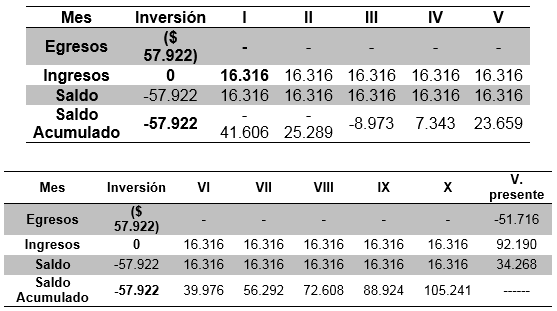 Mes Inversión I II III IV V
Egresos ($ 57.922) - - - - -
Ingresos 0 16.316 16.316 16.316 16.316 16.316
Saldo -57.922 16.316 16.316 16.316 16.316 16.316
Saldo Acumulado -57.922 -41.606 -25.289 -8.973 7.343 23.659
Mes Inversión VI VII VIII IX X V. presente
Egresos ($ 57.922) - - - - - -51.716
Ingresos 0 16.316 16.316 16.316 16.316 16.316 92.190
Saldo -57.922 16.316 16.316 16.316 16.316 16.316 34.268
Saldo Acumulado -57.922 39.976 56.292 72.608 88.924 105.241 ------